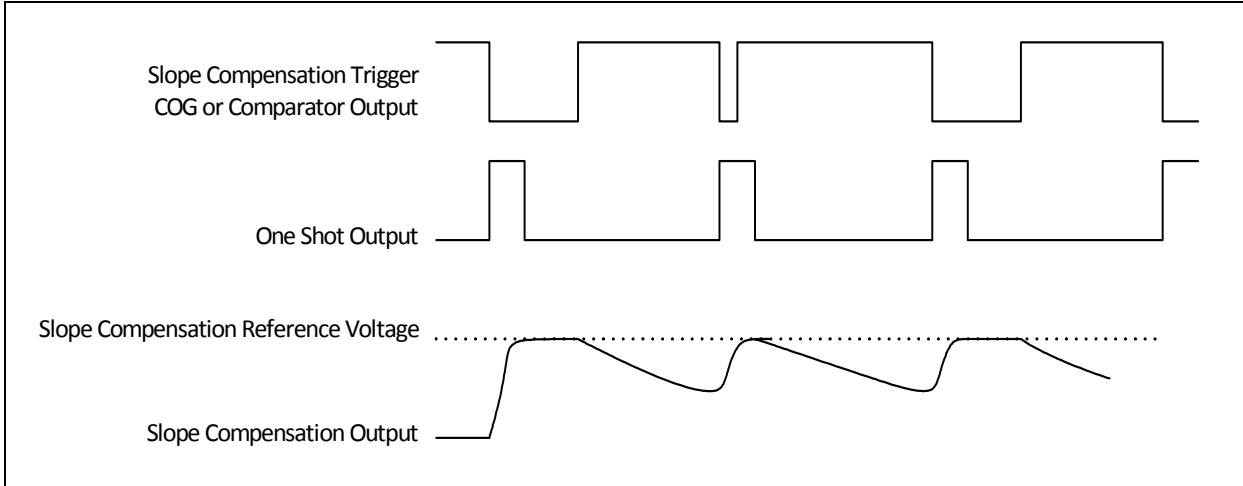 Slope Compensation Trigger
COG or Comparator Output
One Shot Output
Slope Compensation Reference Voltage
Slope Compensation Output